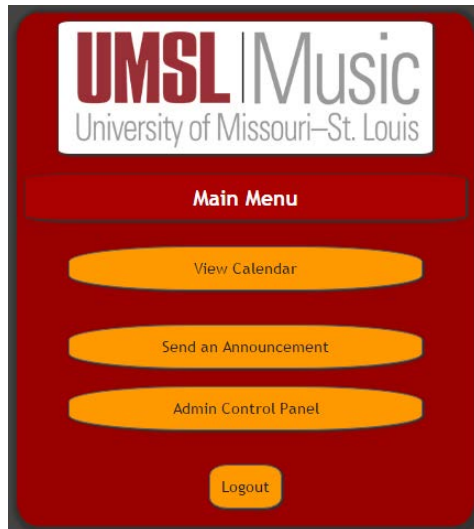 UMSL Music
University of Missouri–St. Louis
Main Menu
View Calendar
Send an Announcement
Admin Control Panel
Logout